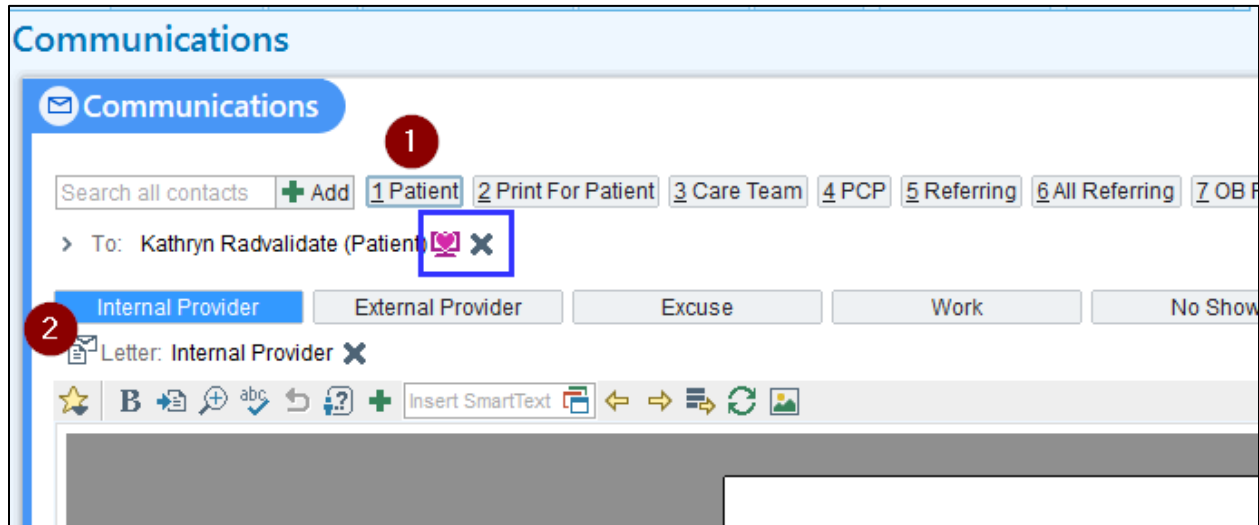 Communications
Communications
1
Search all contacts Add 1 Patient 2 Print For Patient 3 Care Team 4 PCP 5 Referring 6 All Referring 7 OB
To: Kathryn Radvalidate (Patient)
Internal Provider External Provider Excuse Work No Show
2
Letter: Internal Provider
B abc Insert SmartText